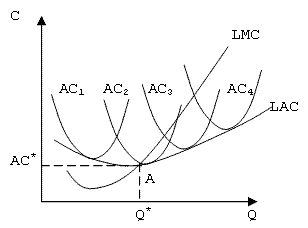 C
LMC
AC₁ AC₂ AC₃ AC₄
LAC
AC*
A
Q* Q